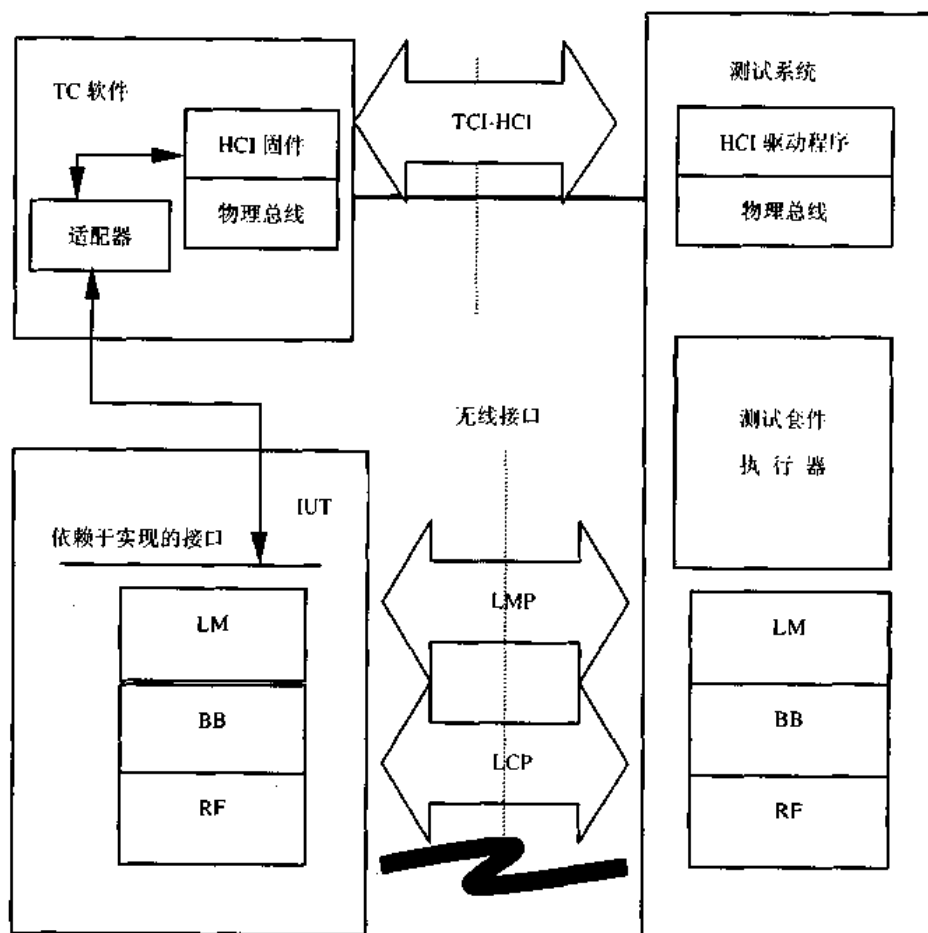 TC 软件
HCI 固件
物理总线
适配器
TCI-HCI
测试系统
HCI 驱动程序
物理总线
无线接口
测试套件
执行器
IUT
依赖于实现的接口
LM
BB
RF
LMP
LCP
LM
BB
RF